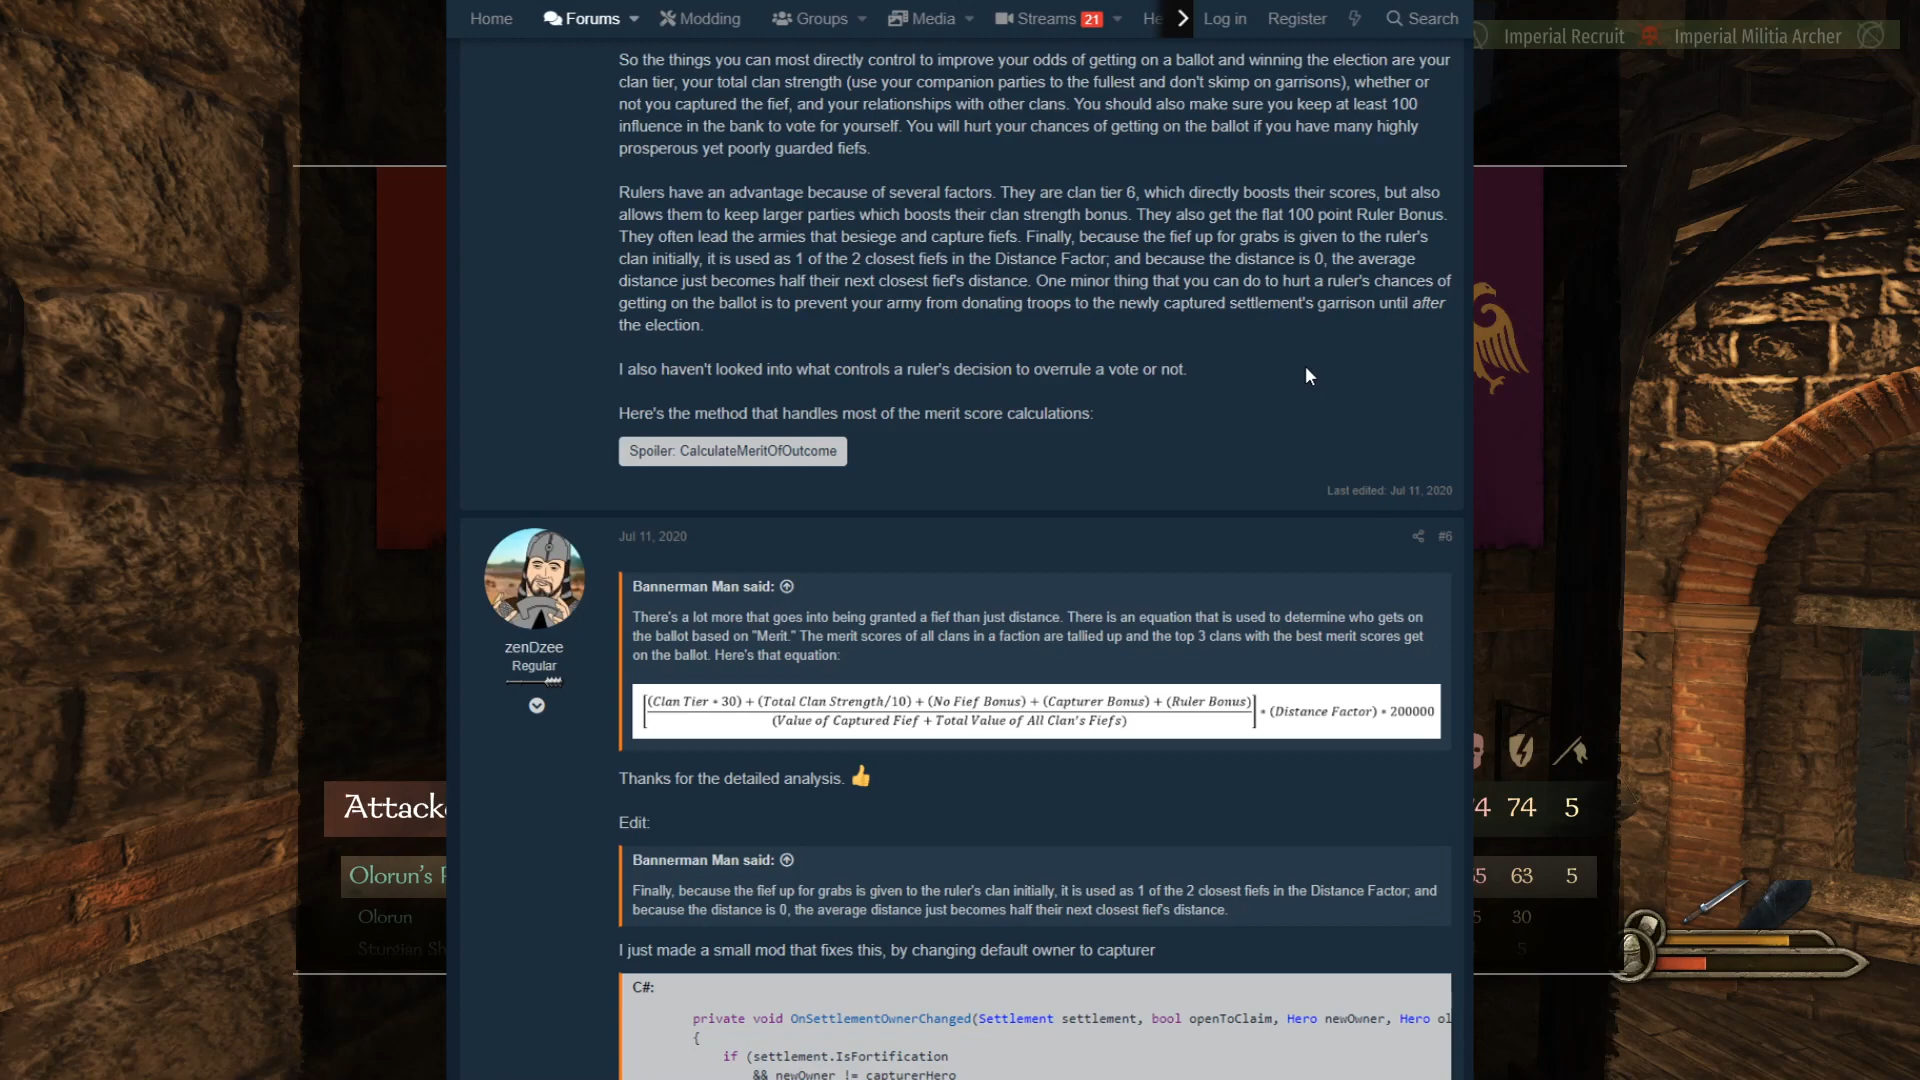 Home Forums Modding Groups Media Streams 21 He Log in Register Search
Imperial Recruit Imperial Militia Archer
So the things you can most directly control to improve your odds of getting on a ballot and winning the election are your
clan tier, your total clan strength (use your companion parties to the fullest and don't skimp on garrisons), whether or
not you captured the fief, and your relationships with other clans. You should also make sure you keep at least 100
influence in the bank to vote for yourself. You will hurt your chances of getting on the ballot if you have many highly
prosperous yet poorly guarded fiefs.
Rulers have an advantage because of several factors. They are clan tier 6, which directly boosts their scores, but also
allows them to keep larger parties which boosts their clan strength bonus. They also get the flat 100 point Ruler Bonus.
They often lead the armies that besiege and capture fiefs. Finally, because the fief up for grabs is given to the ruler's
clan initially, it is used as 1 of the 2 closest fiefs in the Distance Factor; and because the distance is 0, the average
distance just becomes half their next closest fief's distance. One minor thing that you can do to hurt a ruler's chances of
getting on the ballot is to prevent your army from donating troops to the newly captured settlement's garrison until after
the election.
I also haven't looked into what controls a ruler's decision to overrule a vote or not.
Here's the method that handles most of the merit score calculations:
Spoiler: CalculateMeritOfOutcome
Last edited: Jul 11, 2020
Jul 11, 2020 #6
zenDzee
Regular
Bannerman Man said:
There's a lot more that goes into being granted a fief than just distance. There is an equation that is used to determine who gets on
the ballot based on "Merit." The merit scores of all clans in a faction are tallied up and the top 3 clans with the best merit scores get
on the ballot. Here's that equation:
[(Clan Tier * 30) + (Total Clan Strength/10) + (No Fief Bonus) + (Capturer Bonus) + (Ruler Bonus)]
(Value of Captured Fief + Total Value of All Clan's Fiefs)
* (Distance Factor) * 200000
Thanks for the detailed analysis. 👍
Edit:
Bannerman Man said:
Finally, because the fief up for grabs is given to the ruler's clan initially, it is used as 1 of the 2 closest fiefs in the Distance Factor; and
because the distance is 0, the average distance just becomes half their next closest fief's distance.
I just made a small mod that fixes this, by changing default owner to capturer
C#:
private void OnSettlementOwnerChanged(Settlement settlement, bool openToClaim, Hero newOwner, Hero ol
{
if (settlement.IsFortification
&& newOwner != capturerHero
Attacke
4 74 5
Olorun's P
5 63 5
Olorun
5 30
Sturgian Sh
5